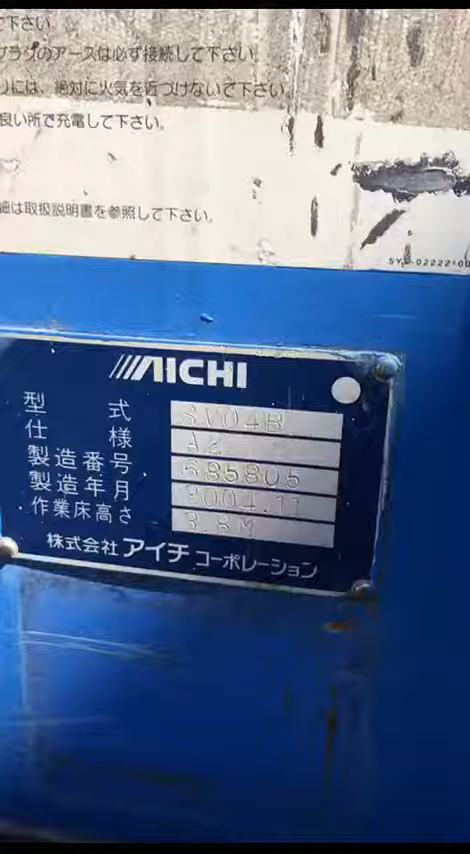 て下さい。
プラグのアースは必ず接続して下さい。
りには、絶対に火気を近づけないで下さい。
良い所で充電して下さい。
細は取扱説明書を参照して下さい。
AICHI
型 式 SV04B
仕 様
製造番号 685805
製造年月 2004.11
作業床高さ 3.8M
株式会社 アイチ コーポレーション